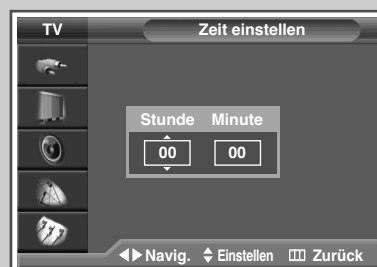 TV Zeit einstellen
Stunde Minute
00 00
Navig. Einstellen Zurück